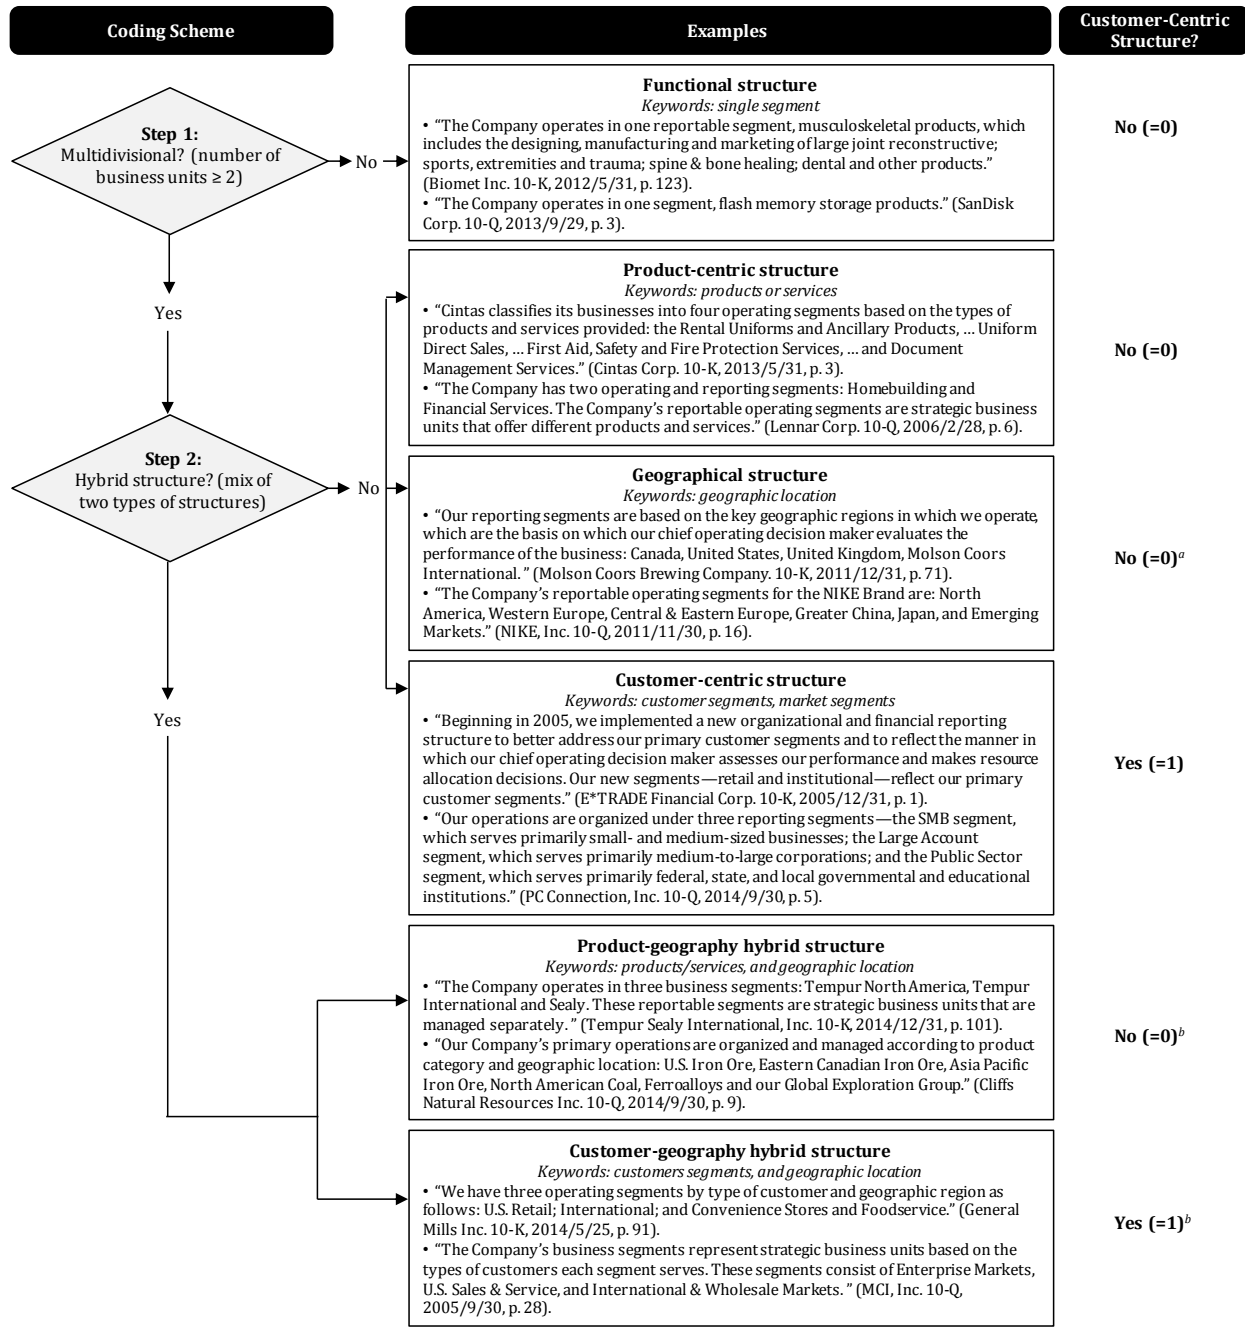 Coding Scheme
Examples
Customer-Centric
Structure?
Step 1:
Multidivisional? (number of
business units ≥ 2)
No
Yes
Functional structure
Keywords: single segment
• “The Company operates in one reportable segment, musculoskeletal products, which
includes the designing, manufacturing and marketing of large joint reconstructive;
sports, extremities and trauma; spine & bone healing; dental and other products.”
(Biomet Inc. 10-K, 2012/5/31, p. 123).
• “The Company operates in one segment, flash memory storage products.” (SanDisk
Corp. 10-Q, 2013/9/29, p. 3).
No (=0)
Step 2:
Hybrid structure? (mix of
two types of structures)
No
Yes
Product-centric structure
Keywords: products or services
• “Cintas classifies its businesses into four operating segments based on the types of
products and services provided: the Rental Uniforms and Ancillary Products, ... Uniform
Direct Sales, ... First Aid, Safety and Fire Protection Services, ... and Document
Management Services.” (Cintas Corp. 10-K, 2013/5/31, p. 3).
• “The Company has two operating and reporting segments: Homebuilding and
Financial Services. The Company’s reportable operating segments are strategic business
units that offer different products and services.” (Lennar Corp. 10-Q, 2006/2/28, p. 6).
No (=0)
Geographical structure
Keywords: geographic location
• “Our reporting segments are based on the key geographic regions in which we operate,
which are the basis on which our chief operating decision maker evaluates the
performance of the business: Canada, United States, United Kingdom, Molson Coors
International. ” (Molson Coors Brewing Company. 10-K, 2011/12/31, p. 71).
• “The Company’s reportable operating segments for the NIKE Brand are: North
America, Western Europe, Central & Eastern Europe, Greater China, Japan, and Emerging
Markets.” (NIKE, Inc. 10-Q, 2011/11/30, p. 16).
No (=0)a
Customer-centric structure
Keywords: customer segments, market segments
• “Beginning in 2005, we implemented a new organizational and financial reporting
structure to better address our primary customer segments and to reflect the manner in
which our chief operating decision maker assesses our performance and makes resource
allocation decisions. Our new segments—retail and institutional—reflect our primary
customer segments.” (E*TRADE Financial Corp. 10-K, 2005/12/31, p. 1).
• “Our operations are organized under three reporting segments—the SMB segment,
which serves primarily small- and medium-sized businesses; the Large Account
segment, which serves primarily medium-to-large corporations; and the Public Sector
segment, which serves primarily federal, state, and local governmental and educational
institutions.” (PC Connection, Inc. 10-Q, 2014/9/30, p. 5).
Yes (=1)
Product-geography hybrid structure
Keywords: products/services, and geographic location
• “The Company operates in three business segments: Tempur North America, Tempur
International and Sealy. These reportable segments are strategic business units that are
managed separately. ” (Tempur Sealy International, Inc. 10-K, 2014/12/31, p. 101).
• “Our Company’s primary operations are organized and managed according to product
category and geographic location: U.S. Iron Ore, Eastern Canadian Iron Ore, Asia Pacific
Iron Ore, North American Coal, Ferroalloys and our Global Exploration Group.” (Cliffs
Natural Resources Inc. 10-Q, 2014/9/30, p. 9).
No (=0)b
Customer-geography hybrid structure
Keywords: customers segments, and geographic location
• “We have three operating segments by type of customer and geographic region as
follows: U.S. Retail; International; and Convenience Stores and Foodservice.” (General
Mills Inc. 10-K, 2014/5/25, p. 91).
• “The Company’s business segments represent strategic business units based on the
types of customers each segment serves. These segments consist of Enterprise Markets,
U.S. Sales & Service, and International & Wholesale Markets. ” (MCI, Inc. 10-Q,
2005/9/30, p. 28).
Yes (=1)b